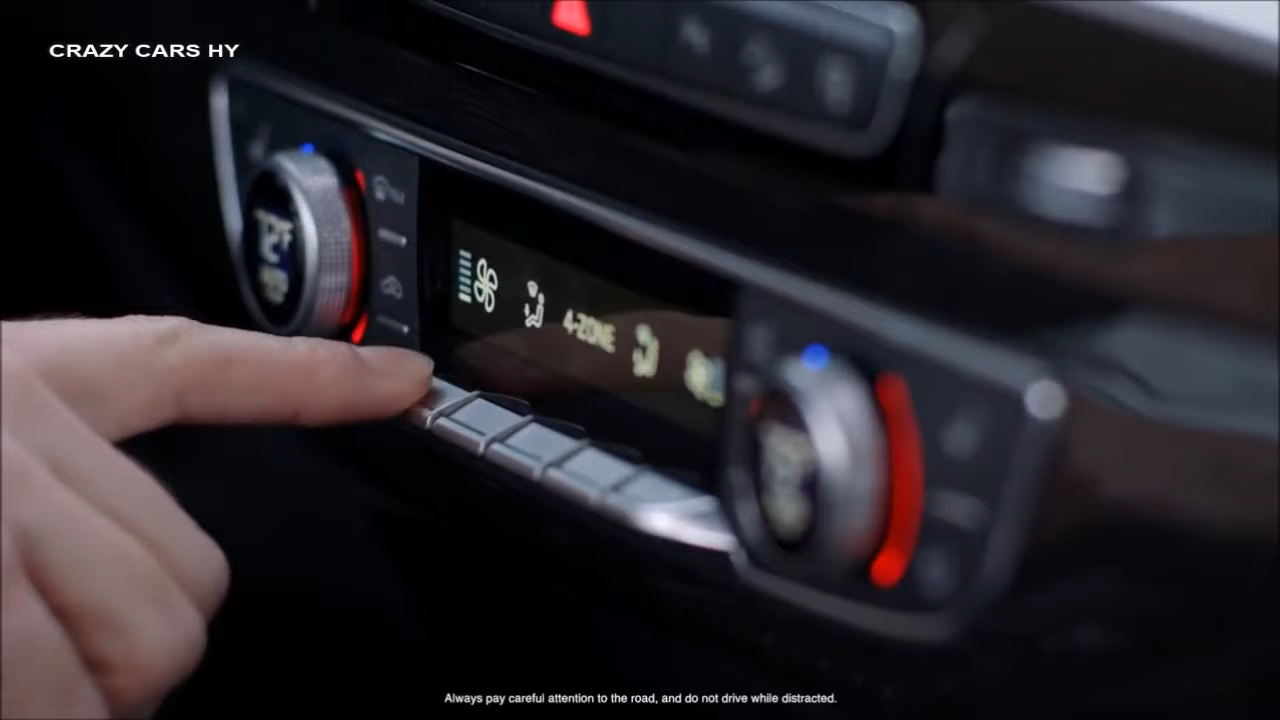 CRAZY CARS HY
72°F
4-ZONE
Always pay careful attention to the road, and do not drive while distracted.